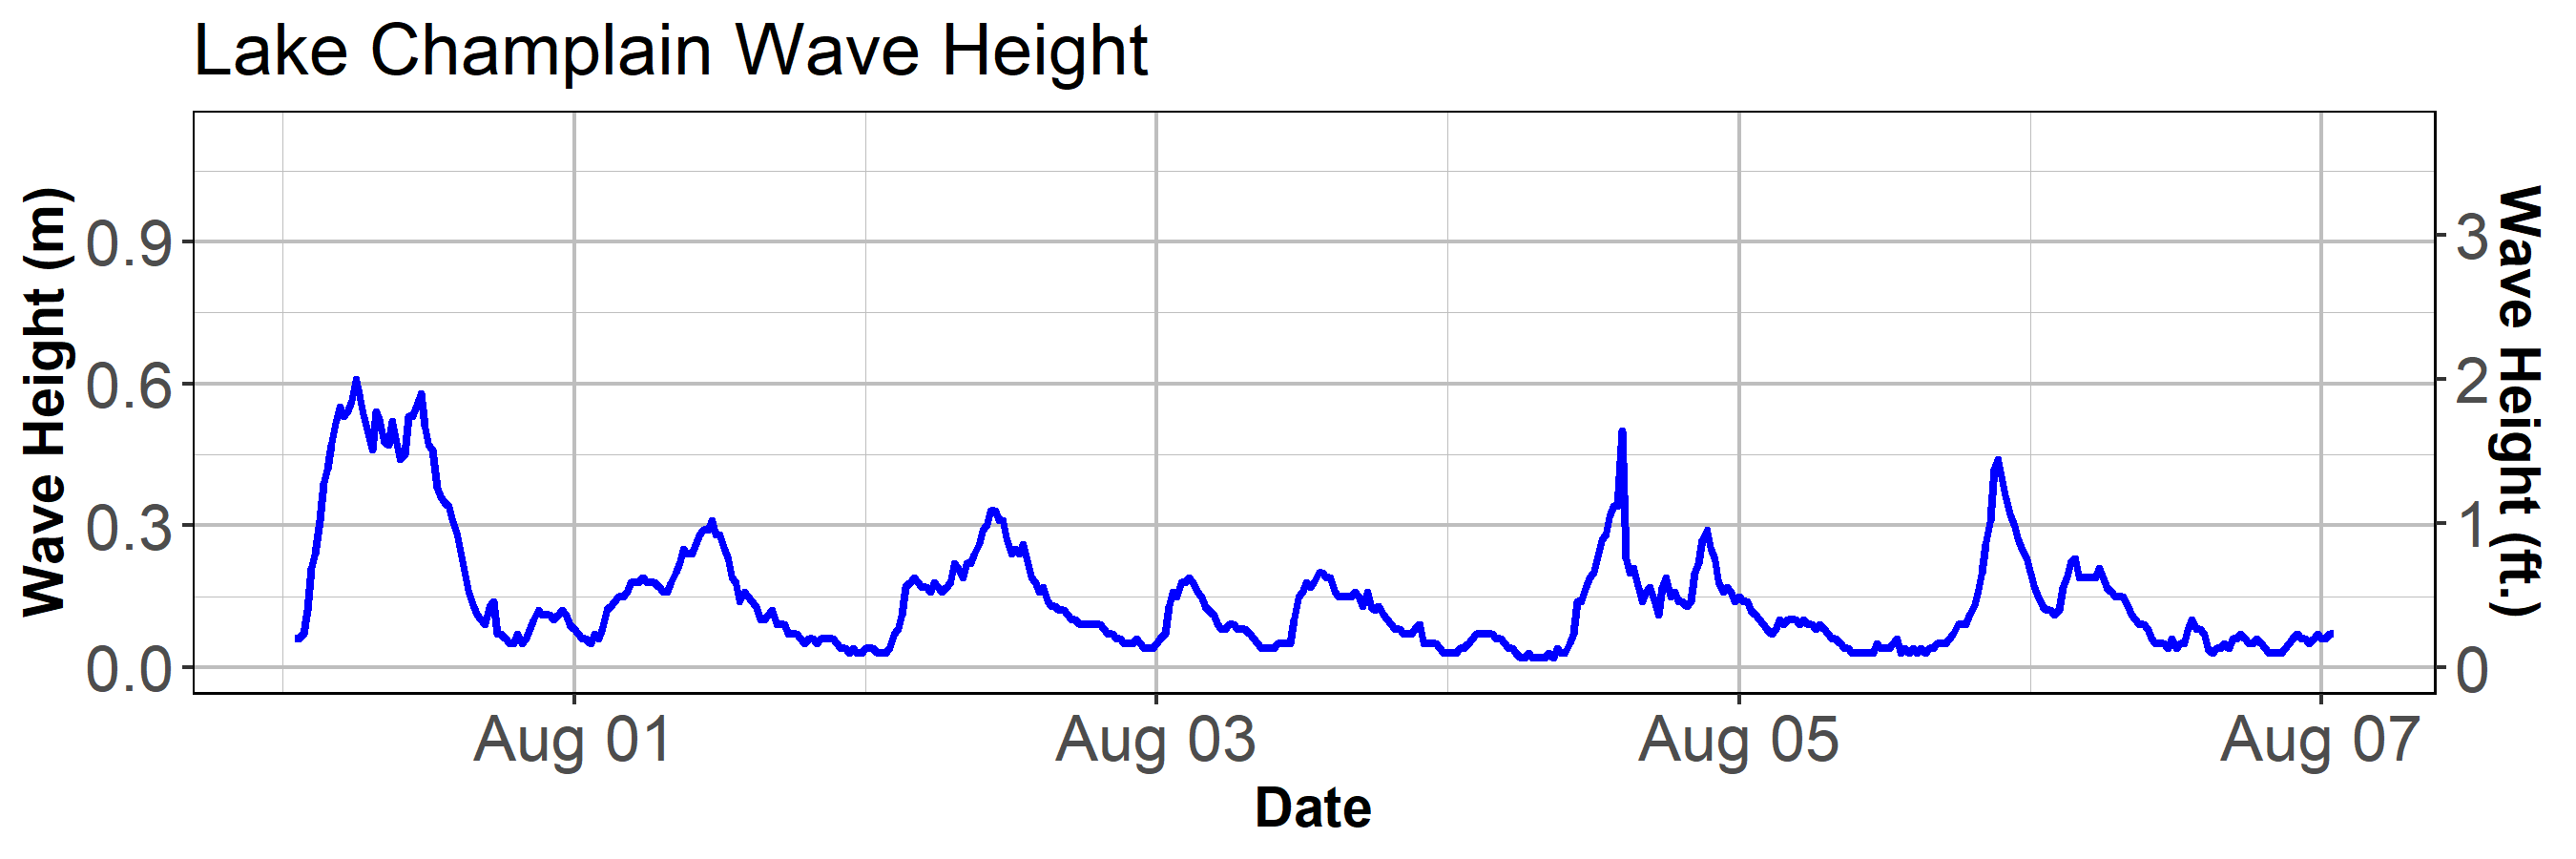 Lake Champlain Wave Height
Wave Height (m)
0.9
0.6
0.3
0.0
3
2
1
0
Wave Height (ft.)
Aug 01
Aug 03
Aug 05
Aug 07
Date